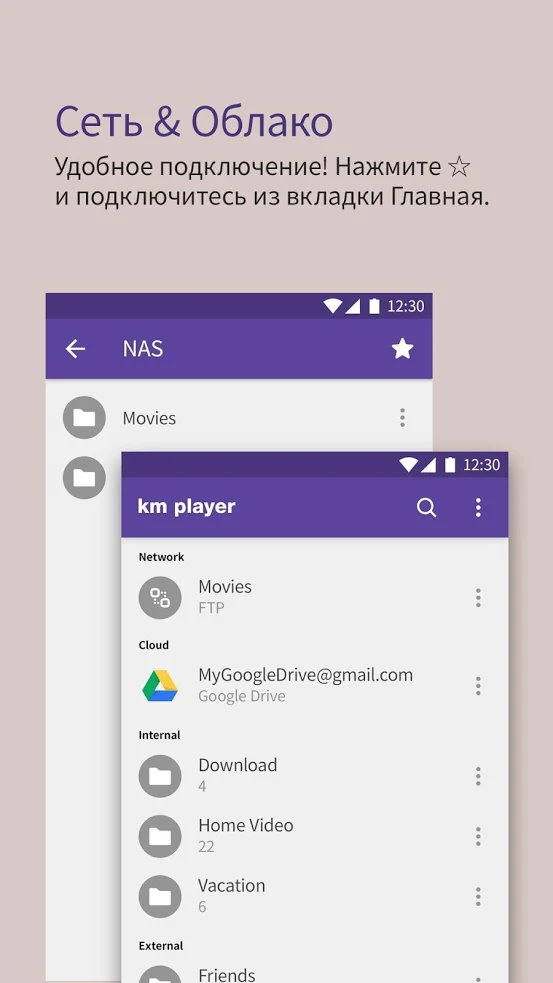 Сеть & Облако
Удобное подключение! Нажмите ☆
и подключитесь из вкладки Главная.
12:30
NAS
Movies
12:30
km player
Network
Movies
FTP
Cloud
MyGoogleDrive@gmail.com
Google Drive
Internal
Download
4
Home Video
22
Vacation
6
External
Friends